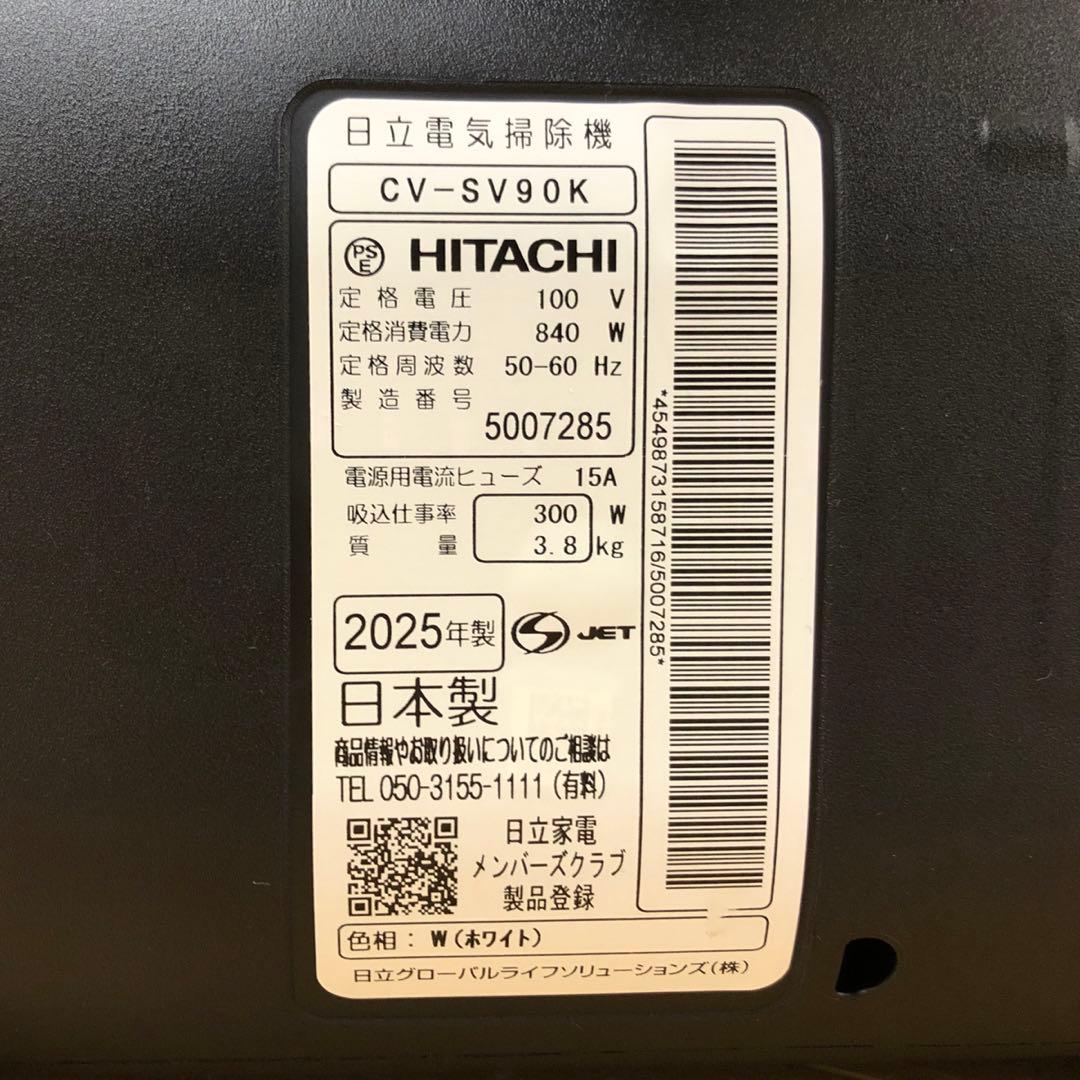 日立電気掃除機
CV-SV90K
PSE HITACHI
定格電圧 100 V
定格消費電力 840 W
定格周波数 50-60 Hz
製造番号
5007285
電源用電流ヒューズ 15A
吸込仕事率 300 W
質量 3.8 kg
2025年製 S JET
日本製
商品情報やお取り扱いについてのご相談は
TEL 050-3155-1111(有料)
日立家電
メンバーズクラブ
製品登録
色相:W(ホワイト)
日立グローバルライフソリューションズ(株)
*4549873158716/5007285*